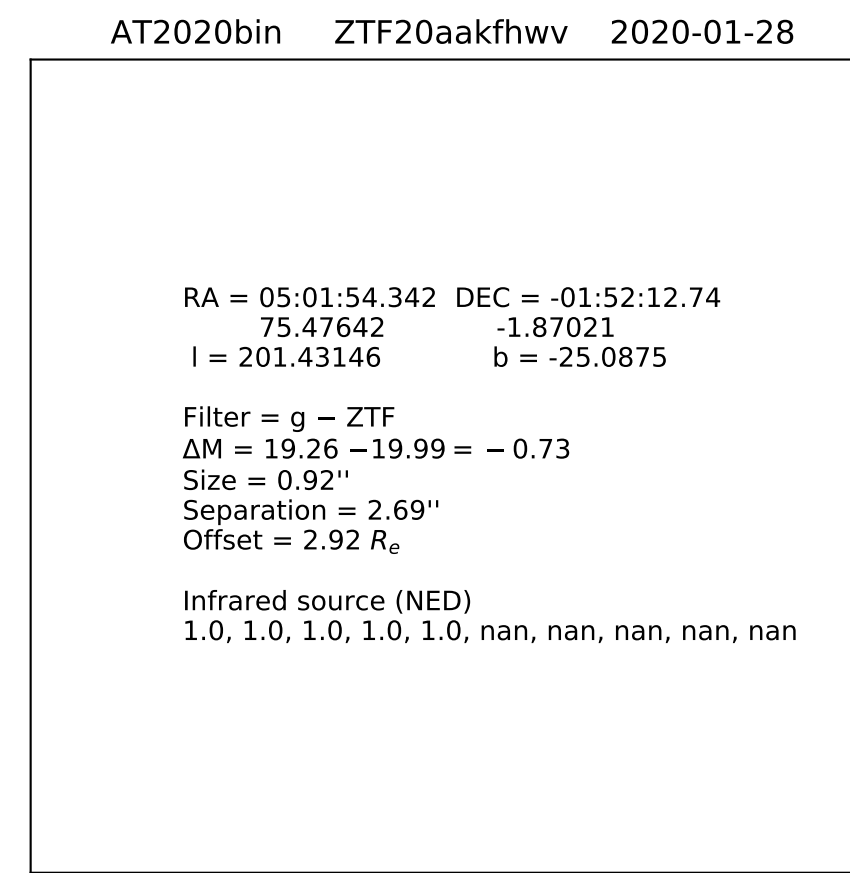 AT2020bin ZTF20aakfhwv 2020-01-28
RA = 05:01:54.342 DEC = -01:52:12.74
75.47642 -1.87021
l = 201.43146 b = -25.0875
Filter = g − ZTF
ΔM = 19.26 −19.99 = − 0.73
Size = 0.92''
Separation = 2.69''
Offset = 2.92 Re
Infrared source (NED)
1.0, 1.0, 1.0, 1.0, 1.0, nan, nan, nan, nan, nan